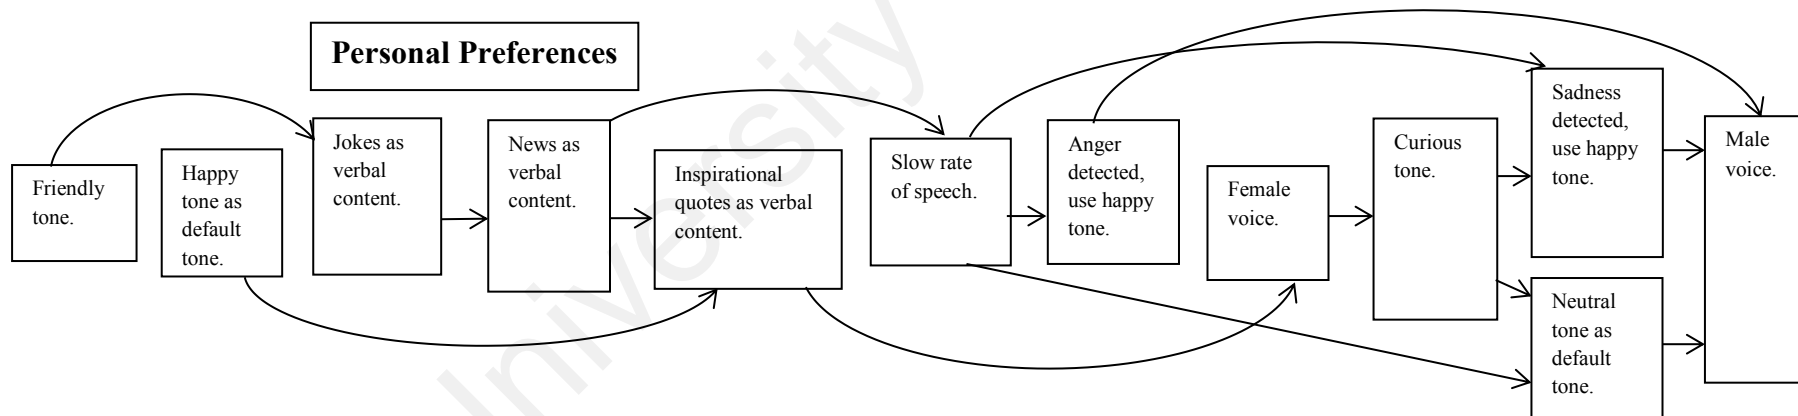 Personal Preferences
Friendly
tone.
Happy
tone as
default
tone.
Jokes as
verbal
content.
News as
verbal
content.
Inspirational
quotes as verbal
content.
Slow rate
of speech.
Anger
detected,
use happy
tone.
Female
voice.
Curious
tone.
Sadness
detected,
use happy
tone.
Neutral
tone as
default
tone.
Male
voice.
University